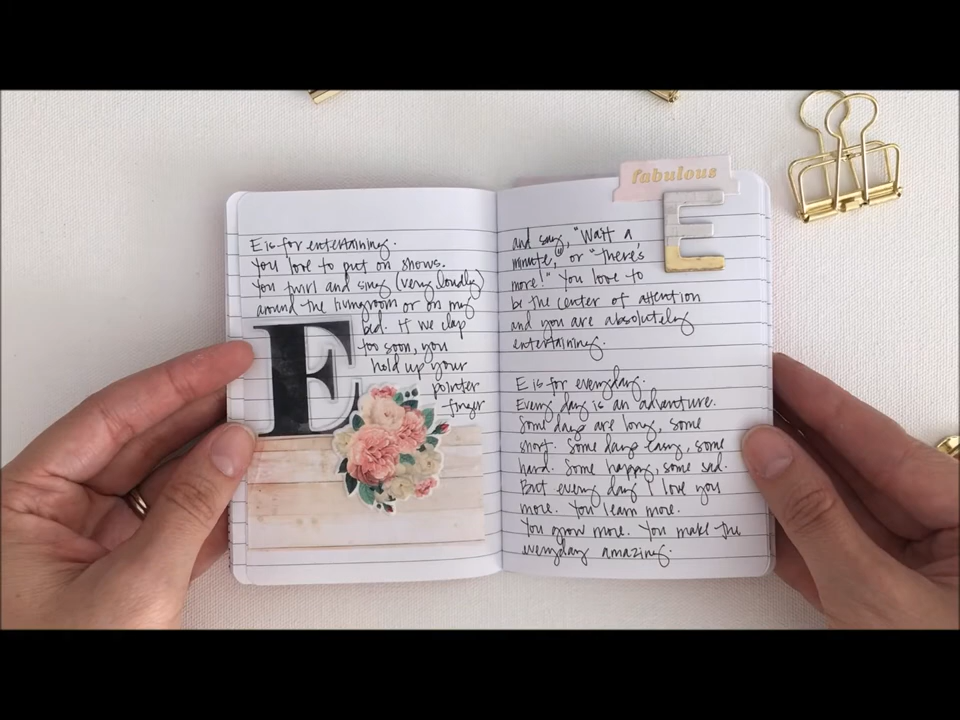 E is for entertaining.
You love to put on shows.
You twirl and sing (very loudly)
around the livingroom or on my
bed. If we clap
too soon, you
hold up your
pointer
finger
E
fabulous
E
and say, "Wait a
minute," or "There's
more!" You love to
be the center of attention
and you are absolutely
entertaining.
E is for everyday.
Every day is an adventure.
Some days are long, some
short. Some days easy, some
hard. Some happy, some sad.
But every day I love you
more. You learn more.
You grow more. You make the
everyday amazing.